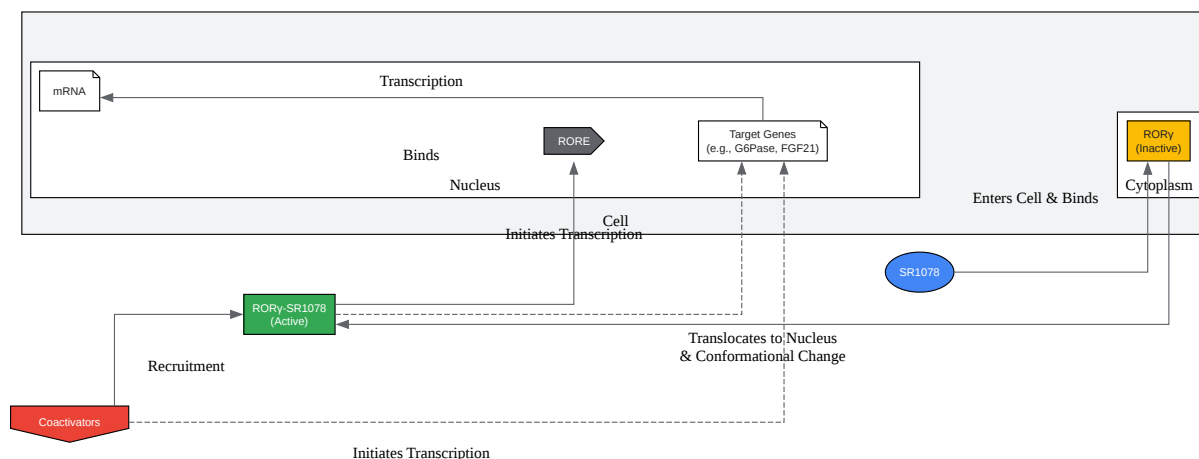 Transcription
mRNA
RORE
Target Genes
(e.g., G6Pase, FGF21)
RORγ
(Inactive)
Binds
Nucleus
Cytoplasm
Enters Cell & Binds
Cell
Initiates Transcription
SR1078
RORγ-SR1078
(Active)
Translocates to Nucleus
& Conformational Change
Recruitment
Coactivators
Initiates Transcription